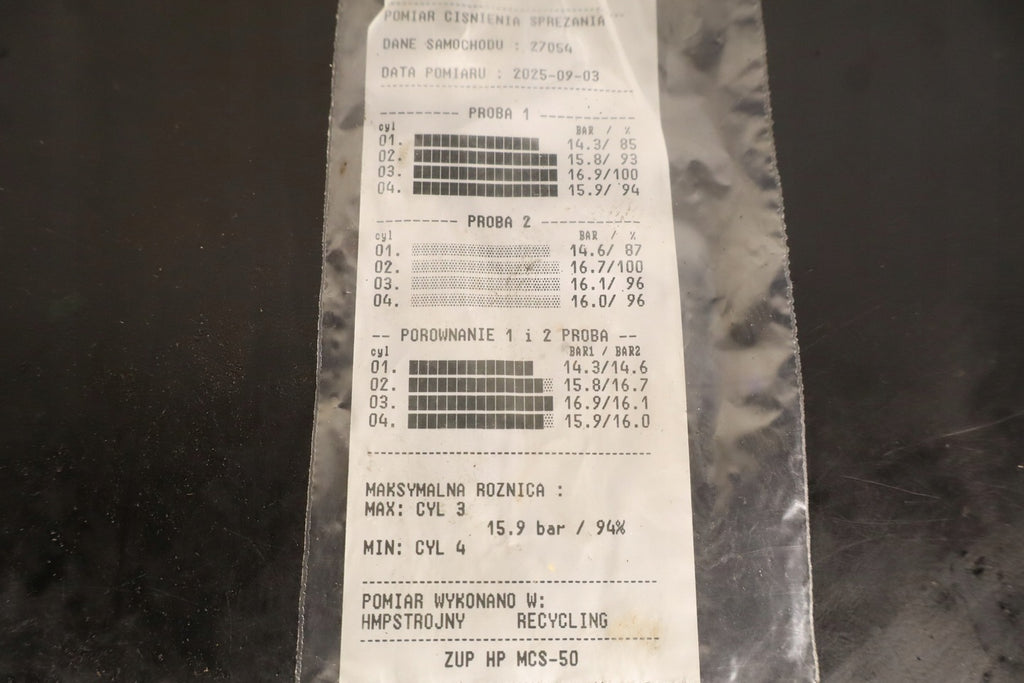 POMIAR CISNIENIA SPREZANIA
DANE SAMOCHODU : Z7054
DATA POMIARU : 2025-09-03
PROBA 1
cyl BAR / %
01. 14.3/ 85
02. 15.8/ 93
03. 16.9/100
04. 15.9/ 94
PROBA 2
cyl BAR / %
01. 14.6/ 87
02. 16.7/100
03. 16.1/ 96
04. 16.0/ 96
-- POROWNANIE 1 i 2 PROBA --
cyl BAR1 / BAR2
01. 14.3/14.6
02. 15.8/16.7
03. 16.9/16.1
04. 15.9/16.0
MAKSYMALNA ROZNICA :
MAX: CYL 3
15.9 bar / 94%
MIN: CYL 4
POMIAR WYKONANO W:
HMPSTROJNY RECYCLING
ZUP HP MCS-50